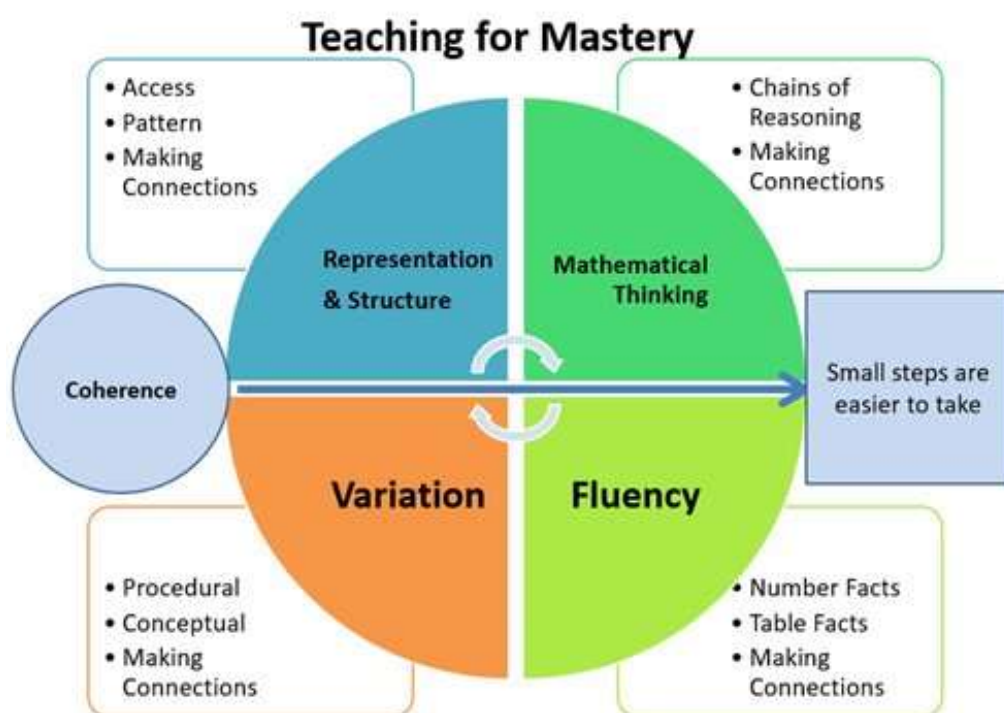 Teaching for Mastery
• Access
• Pattern
• Making
Connections
• Chains of
Reasoning
• Making
Connections
Representation
& Structure
Mathematical
Thinking
Coherence
Small steps are
easier to take
Variation
Fluency
• Procedural
• Conceptual
• Making
Connections
• Number Facts
• Table Facts
• Making
Connections